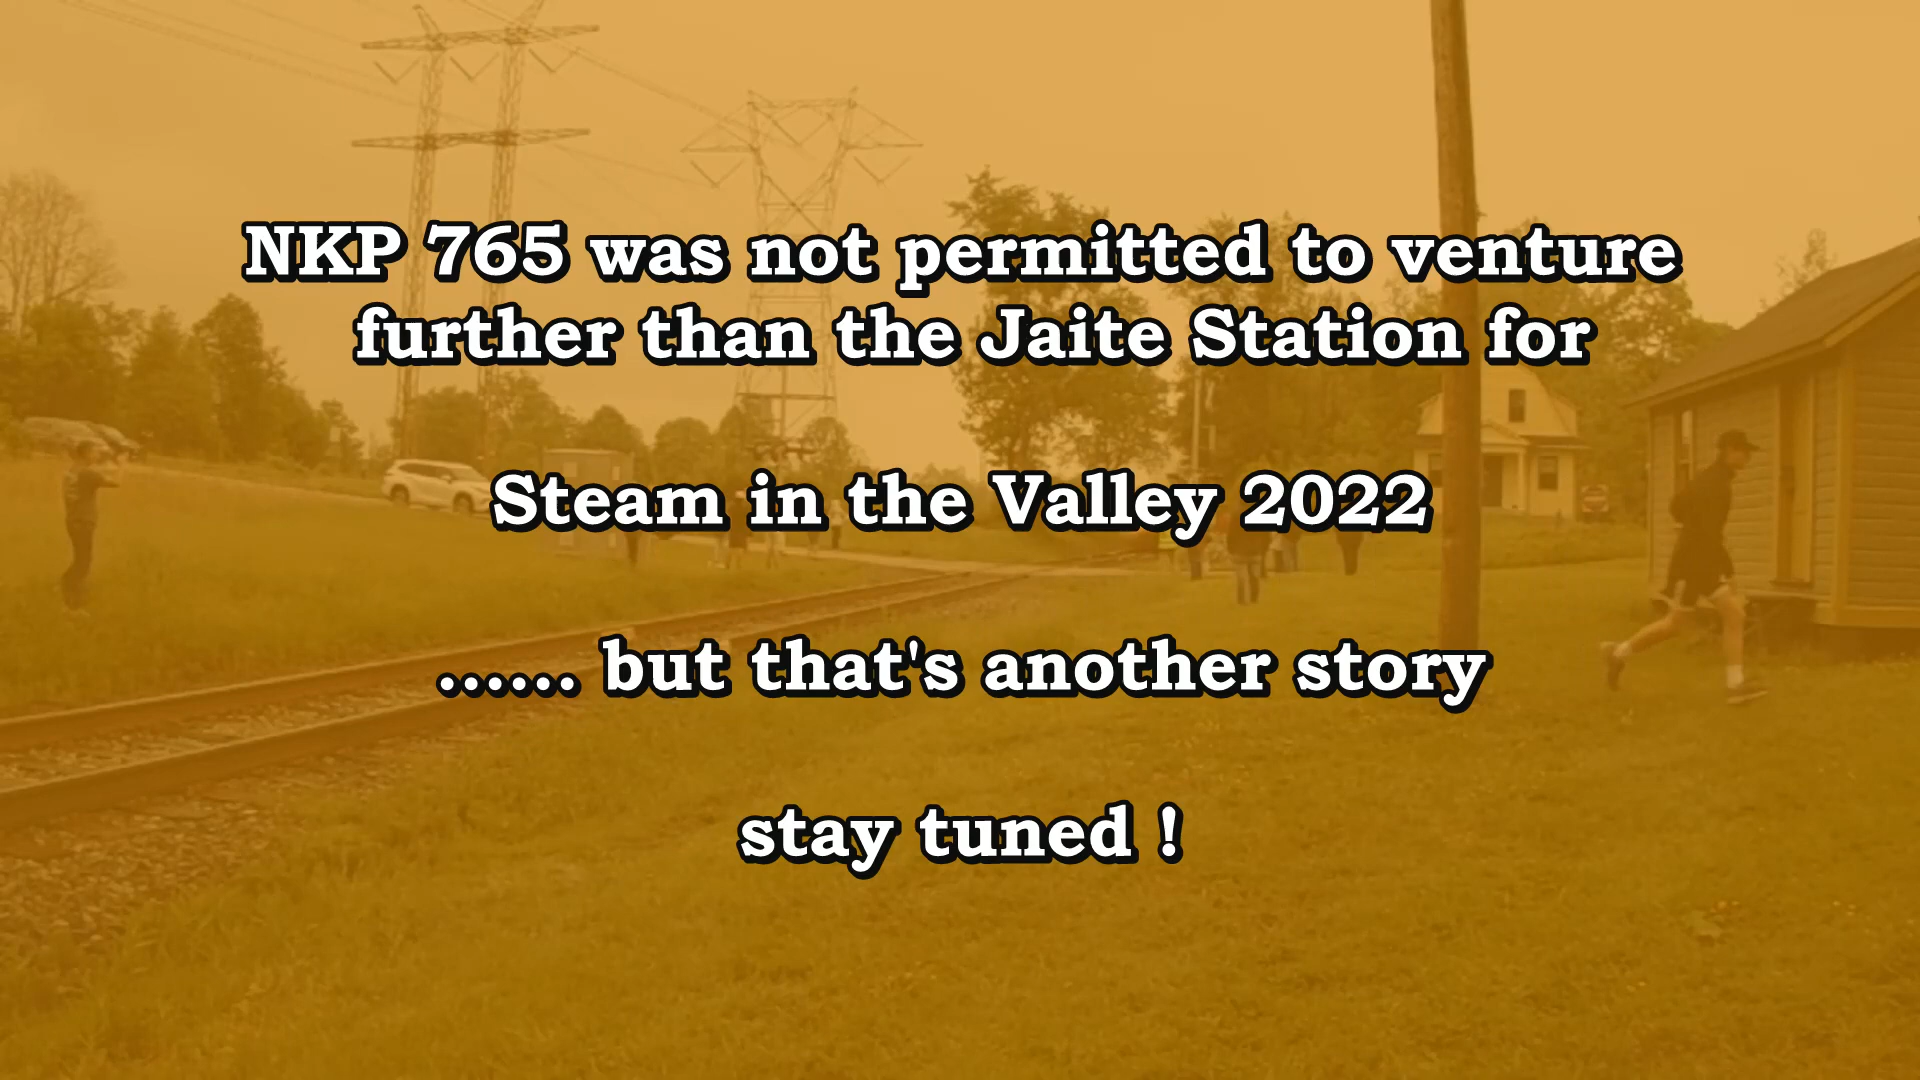 NKP 765 was not permitted to venture
further than the Jaite Station for
Steam in the Valley 2022
...... but that's another story
stay tuned !